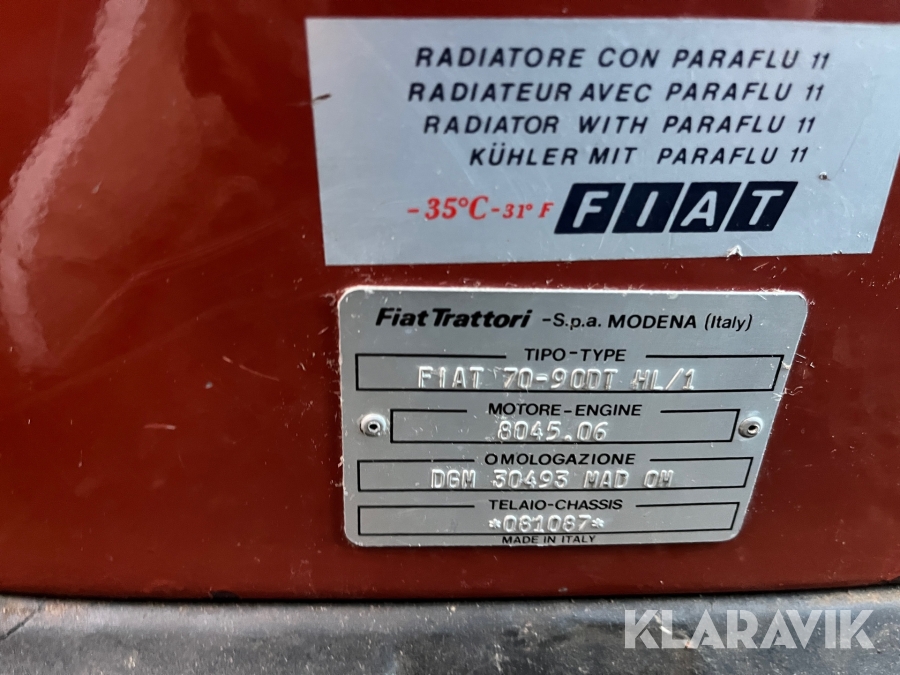 RADIATORE CON PARAFLU 11
RADIATEUR AVEC PARAFLU 11
RADIATOR WITH PARAFLU 11
KÜHLER MIT PARAFLU 11
-35°C-31° F FIAT
Fiat Trattori -S.p.a. MODENA (Italy)
TIPO-TYPE
FIAT 70-90DT HL/1
MOTORE-ENGINE
8045.06
OMOLOGAZIONE
DGM 30493 MAD OM
TELAIO-CHASSIS
*081087*
MADE IN ITALY
KLARAVIK